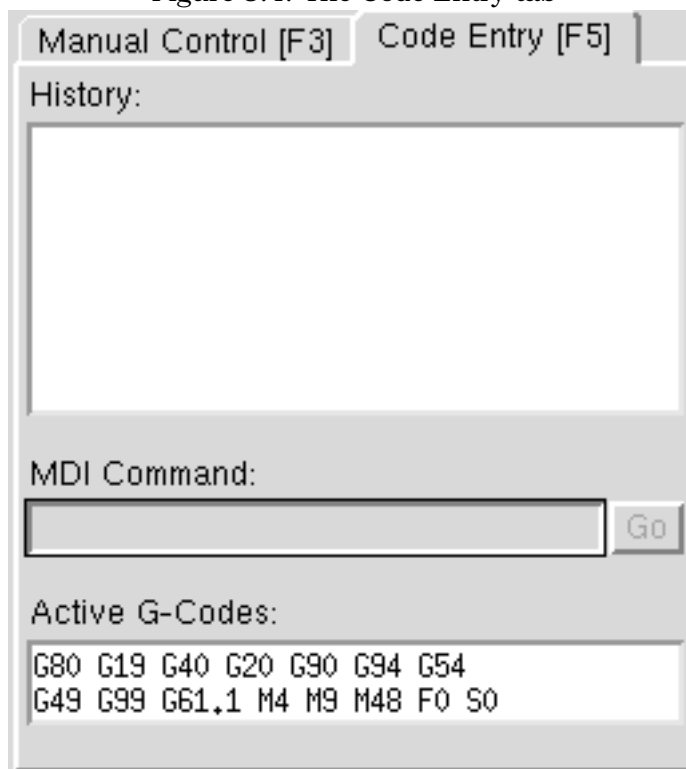 Manual Control [F3] Code Entry [F5]
History:
MDI Command:
Go
Active G-Codes:
G80 G19 G40 G20 G90 G94 G54
G49 G99 G61.1 M4 M9 M48 F0 S0